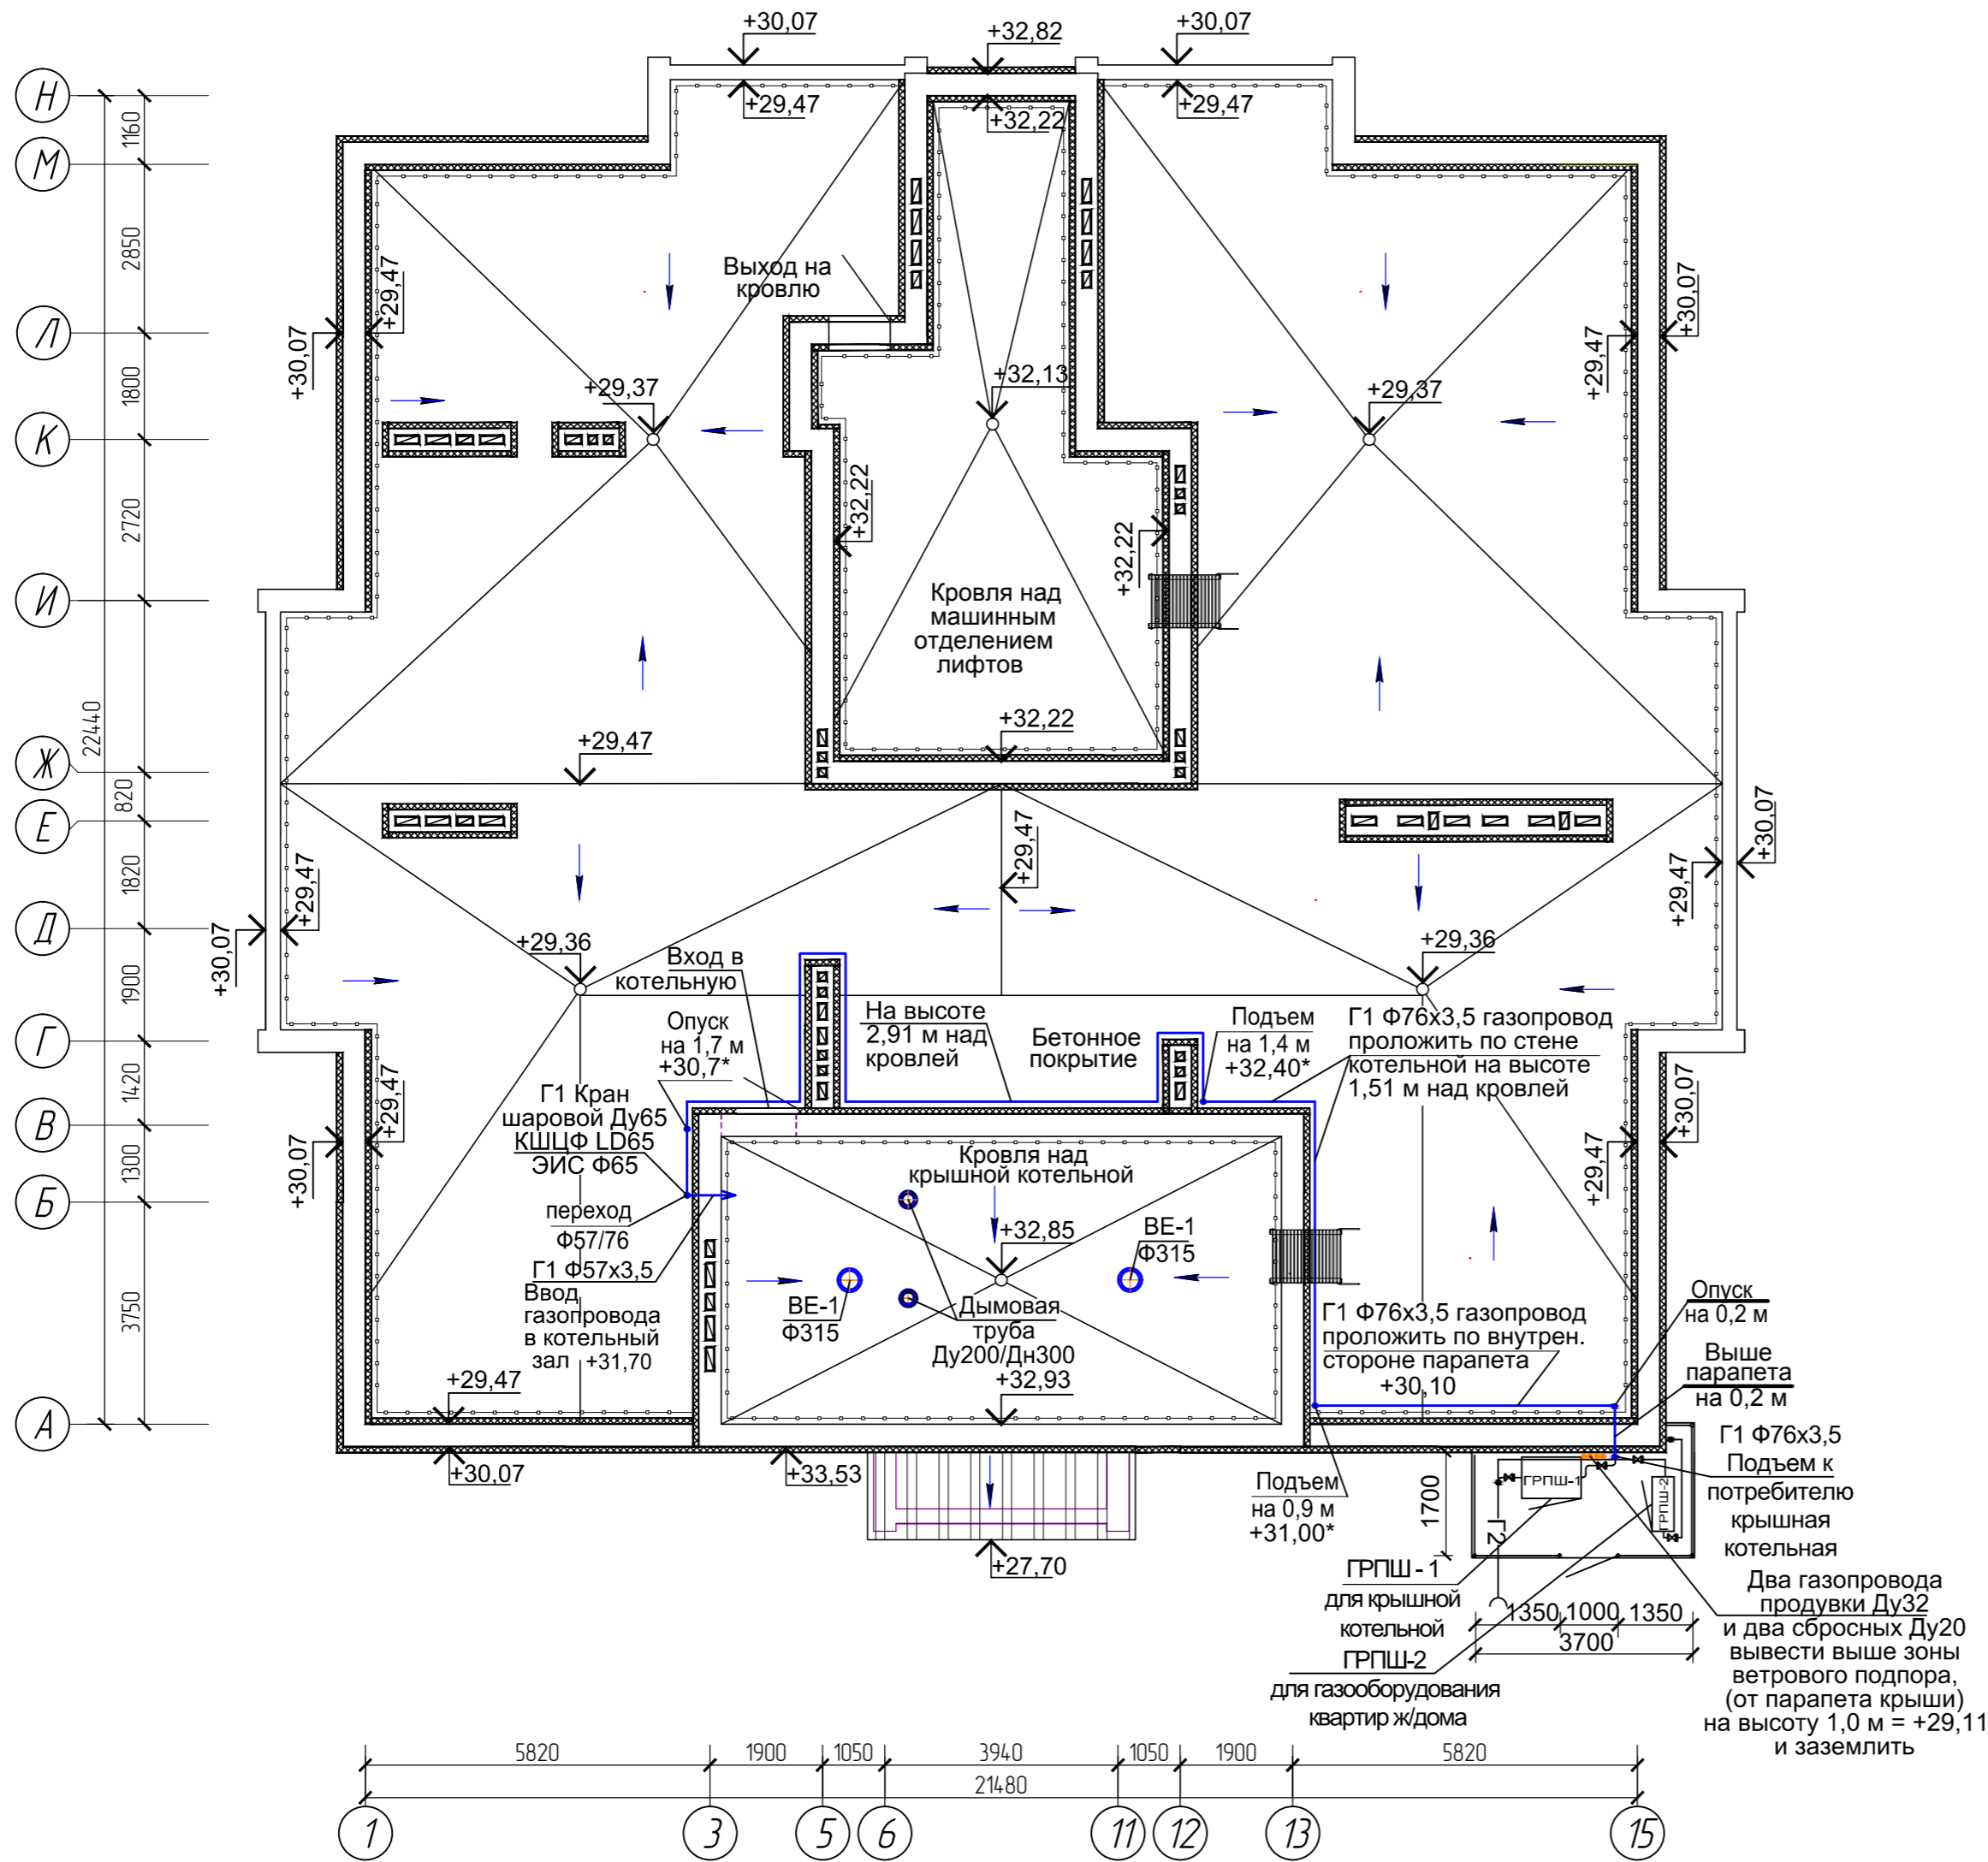 +30,07
+32,82
+30,07
+29,47
+32,22
+29,47
Н
М
Л
К
И
Ж
Е
Д
Г
В
Б
А
1160
2850
1800
2720
22440
820
1820
1900
1420
1300
3750
+29,47
+30,07
Выход на
кровлю
+29,37
+32,13
+29,37
+30,07
+29,47
+32,22
+32,22
Кровля над
машинным
отделением
лифтов
+32,22
+29,47
+29,47
+30,07
+29,47
+29,47
+30,07
+29,36
+29,36
Вход в
котельную
Опуск
на 1,7 м
+30,7*
На высоте
2,91 м над
кровлей
Бетонное
покрытие
Подъем
на 1,4 м
+32,40*
Г1 Ф76х3,5 газопровод
проложить по стене
котельной на высоте
1,51 м над кровлей
Г1 Кран
шаровой Ду65
КШЦФ LD65
ЭИС Ф65
+29,47
+30,07
+30,07
+29,47
переход
Ф57/76
Г1 Ф57х3,5
Ввод
газопровода
в котельный
зал +31,70
Кровля над
крышной котельной
+32,85
ВЕ-1
Ф315
ВЕ-1
Ф315
Дымовая
труба
Ду200/Дн300
+32,93
Г1 Ф76х3,5 газопровод
проложить по внутрен.
стороне парапета
+30,10
Опуск
на 0,2 м
Выше
парапета
на 0,2 м
+29,47
+30,07
+33,53
+27,70
Подъем
на 0,9 м
+31,00*
1700
ГРПШ-1
ГРПШ-2
Г2
Г1 Ф76х3,5
Подъем к
потребителю
крышная
котельная
ГРПШ - 1
для крышной
котельной
ГРПШ-2
для газооборудования
квартир ж/дома
1350
1000
1350
3700
Два газопровода
продувки Ду32
и два сбросных Ду20
вывести выше зоны
ветрового подпора,
(от парапета крыши)
на высоту 1,0 м = +29,11
и заземлить
5820
1900
1050
3940
1050
1900
5820
21480
1
3
5
6
11
12
13
15